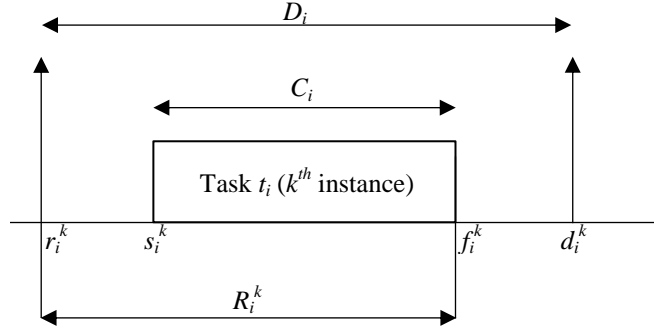 D_i
C_i
Task t_i (k^th instance)
r_i^k s_i^k f_i^k d_i^k
R_i^k